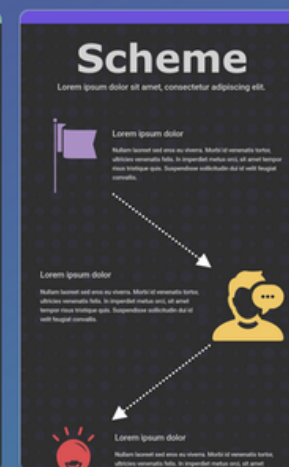 Scheme
Lorem ipsum dolor sit amet, consectetur adipiscing elit.
Lorem ipsum dolor
Nullam laoreet sed eros eu viverra. Morbi id venenatis tortor,
ultricies venenatis felis. In imperdiet metus orci, sit amet tempor
risus tristique quis. Suspendisse sollicitudin dui id velit feugiat
convallis.
Lorem ipsum dolor
Nullam laoreet sed eros eu viverra. Morbi id venenatis tortor,
ultricies venenatis felis. In imperdiet metus orci, sit amet
tempor risus tristique quis. Suspendisse sollicitudin dui id
velit feugiat convallis.
Lorem ipsum dolor
Nullam laoreet sed eros eu viverra. Morbi id venenatis tortor,
ultricies venenatis felis. In imperdiet metus orci, sit amet